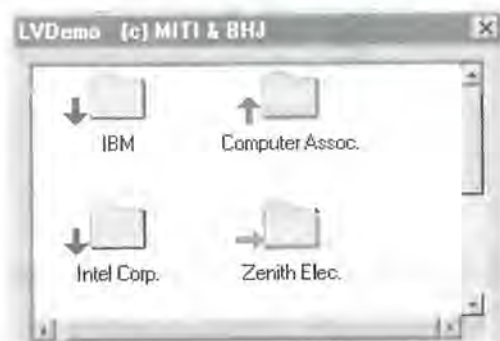 LVDemo (c) MITI & BHJ
IBM Computer Assoc.
Intel Corp. Zenith Elec.